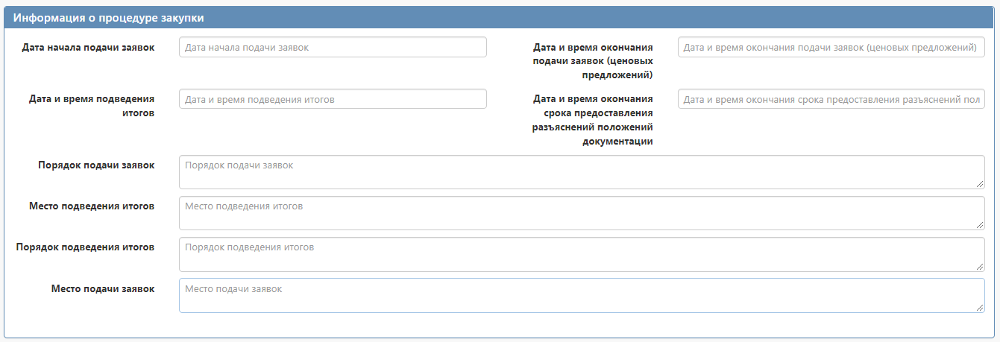 Информация о процедуре закупки
Дата начала подачи заявок
Дата начала подачи заявок
Дата и время окончания
подачи заявок (ценовых
предложений)
Дата и время окончания подачи заявок (ценовых предложений)
Дата и время подведения
итогов
Дата и время подведения итогов
Дата и время окончания
срока предоставления
разъяснений положений
документации
Дата и время окончания срока предоставления разъяснений пол
Порядок подачи заявок
Порядок подачи заявок
Место подведения итогов
Место подведения итогов
Порядок подведения итогов
Порядок подведения итогов
Место подачи заявок
Место подачи заявок